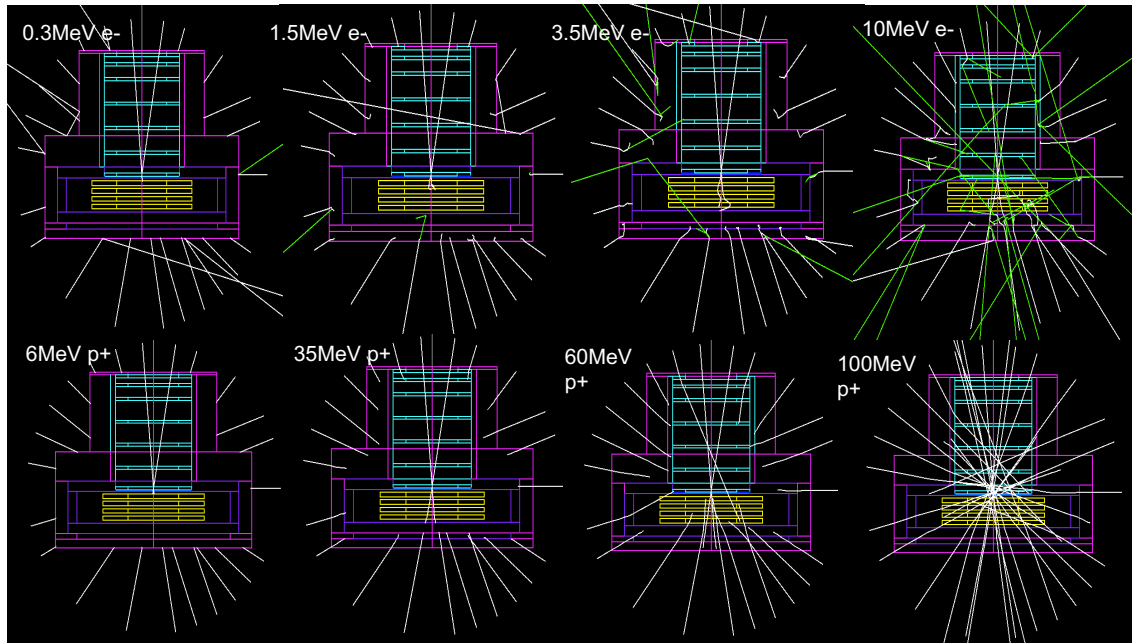 0.3MeV e-
1.5MeV e-
3.5MeV e-
10MeV e-
6MeV p+
35MeV p+
60MeV
p+
100MeV
p+